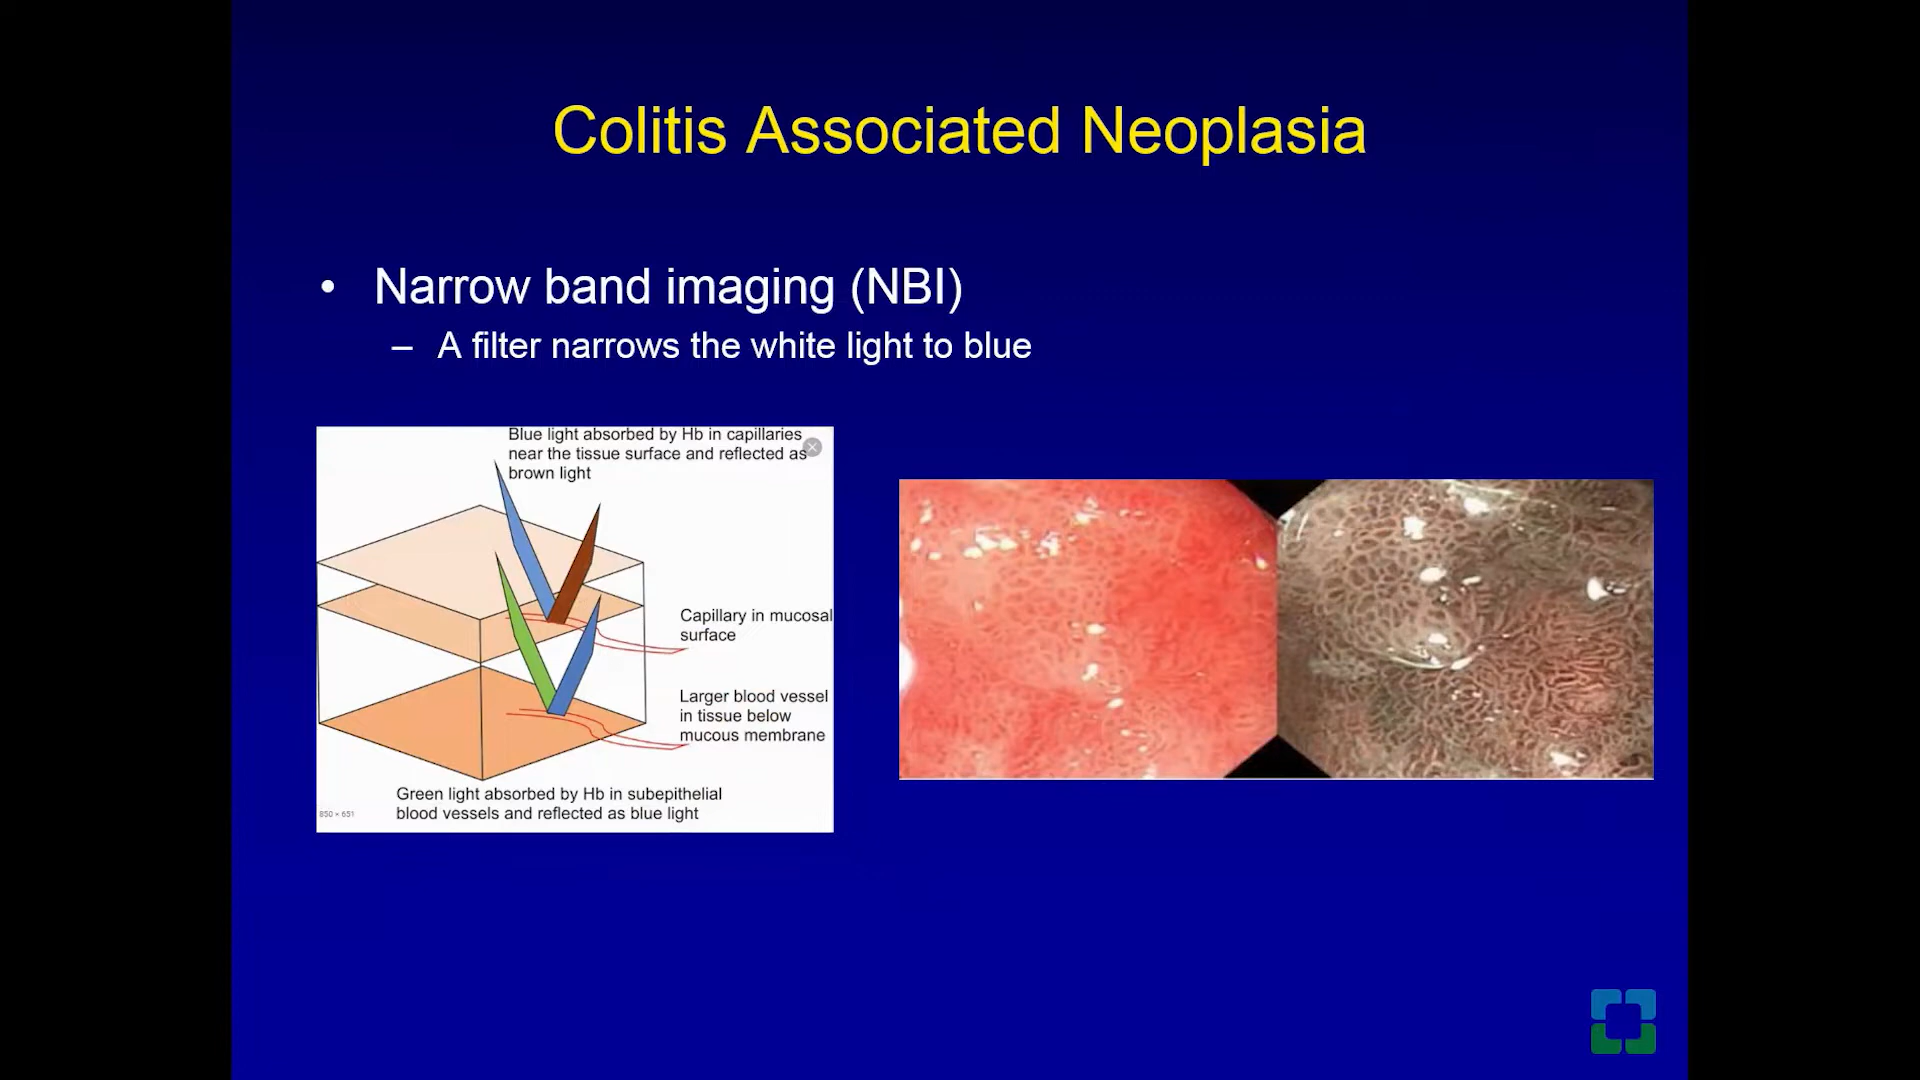 Colitis Associated Neoplasia
• Narrow band imaging (NBI)
– A filter narrows the white light to blue
Blue light absorbed by Hb in capillaries
near the tissue surface and reflected as
brown light
Capillary in mucosal
surface
Larger blood vessel
in tissue below
mucous membrane
Green light absorbed by Hb in subepithelial
blood vessels and reflected as blue light
850 × 651